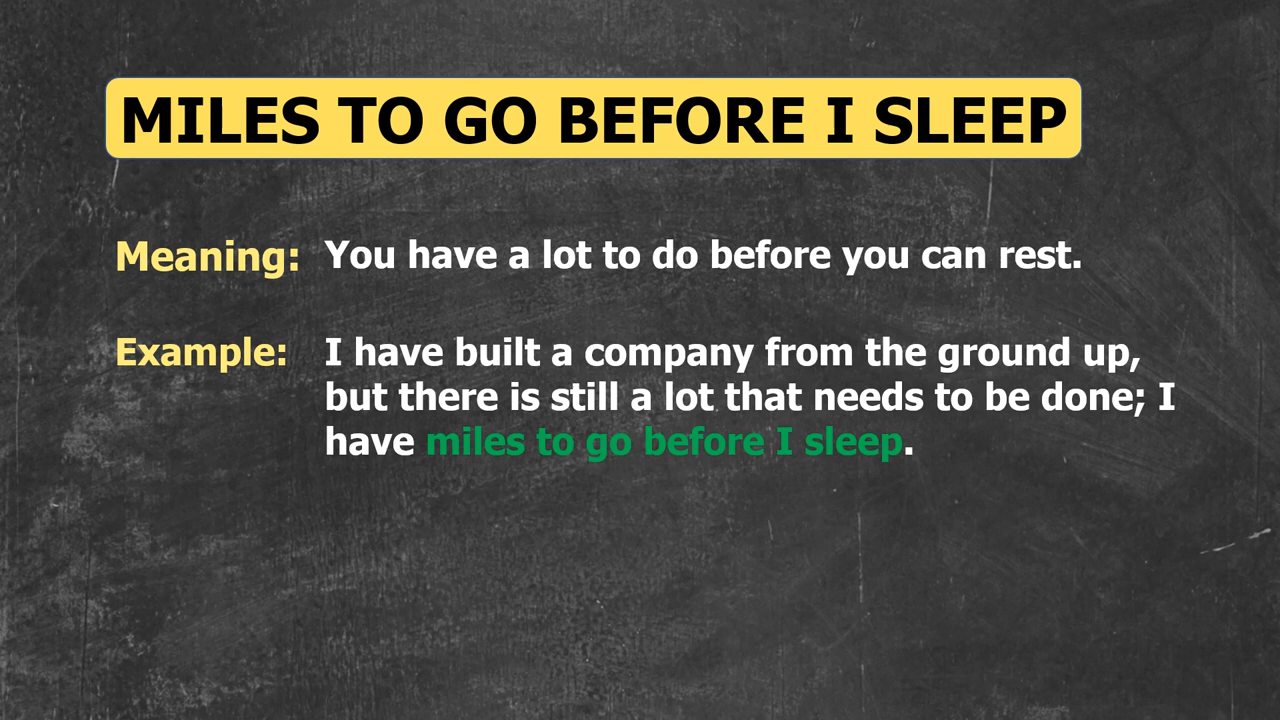 MILES TO GO BEFORE I SLEEP
Meaning: You have a lot to do before you can rest.
Example: I have built a company from the ground up,
but there is still a lot that needs to be done; I
have miles to go before I sleep.